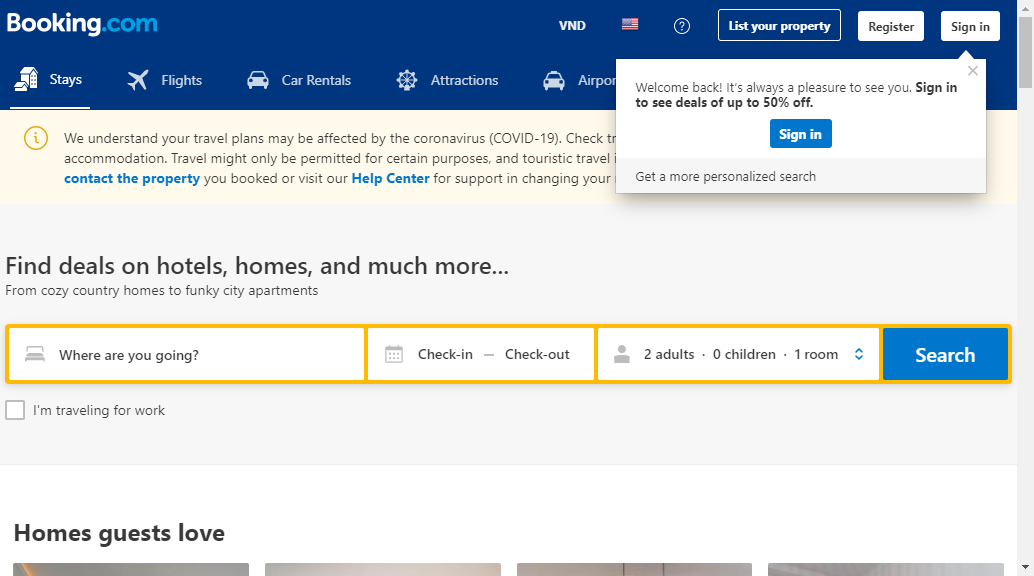 Booking.com
VND
List your property
Register
Sign in
Stays
Flights
Car Rentals
Attractions
Welcome back! It's always a pleasure to see you. Sign in
to see deals of up to 50% off.
Sign in
Get a more personalized search
We understand your travel plans may be affected by the coronavirus (COVID-19). Check
accommodation. Travel might only be permitted for certain purposes, and touristic travel
contact the property you booked or visit our Help Center for support in changing your
Find deals on hotels, homes, and much more...
From cozy country homes to funky city apartments
Where are you going?
Check-in — Check-out
2 adults · 0 children · 1 room
Search
I'm traveling for work
Homes guests love